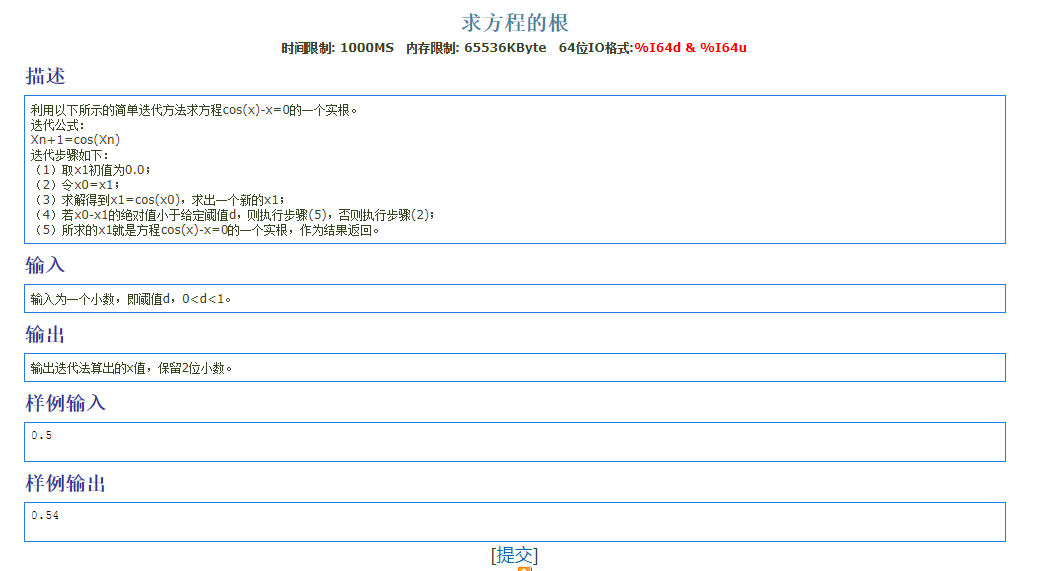 求方程的根
时间限制: 1000MS 内存限制: 65536KByte 64位IO格式:%I64d & %I64u
描述
利用以下所示的简单迭代方法求方程cos(x)-x=0的一个实根。
迭代公式:
Xn+1=cos(Xn)
迭代步骤如下:
（1）取x1初值为0.0；
（2）令x0=x1；
（3）求解得到x1=cos(x0)，求出一个新的x1；
（4）若x0-x1的绝对值小于给定阈值d，则执行步骤(5)，否则执行步骤(2)；
（5）所求的x1就是方程cos(x)-x=0的一个实根，作为结果返回。
输入
输入为一个小数，即阈值d，0<d<1。
输出
输出迭代法算出的x值，保留2位小数。
样例输入
0.5
样例输出
0.54
[提交]